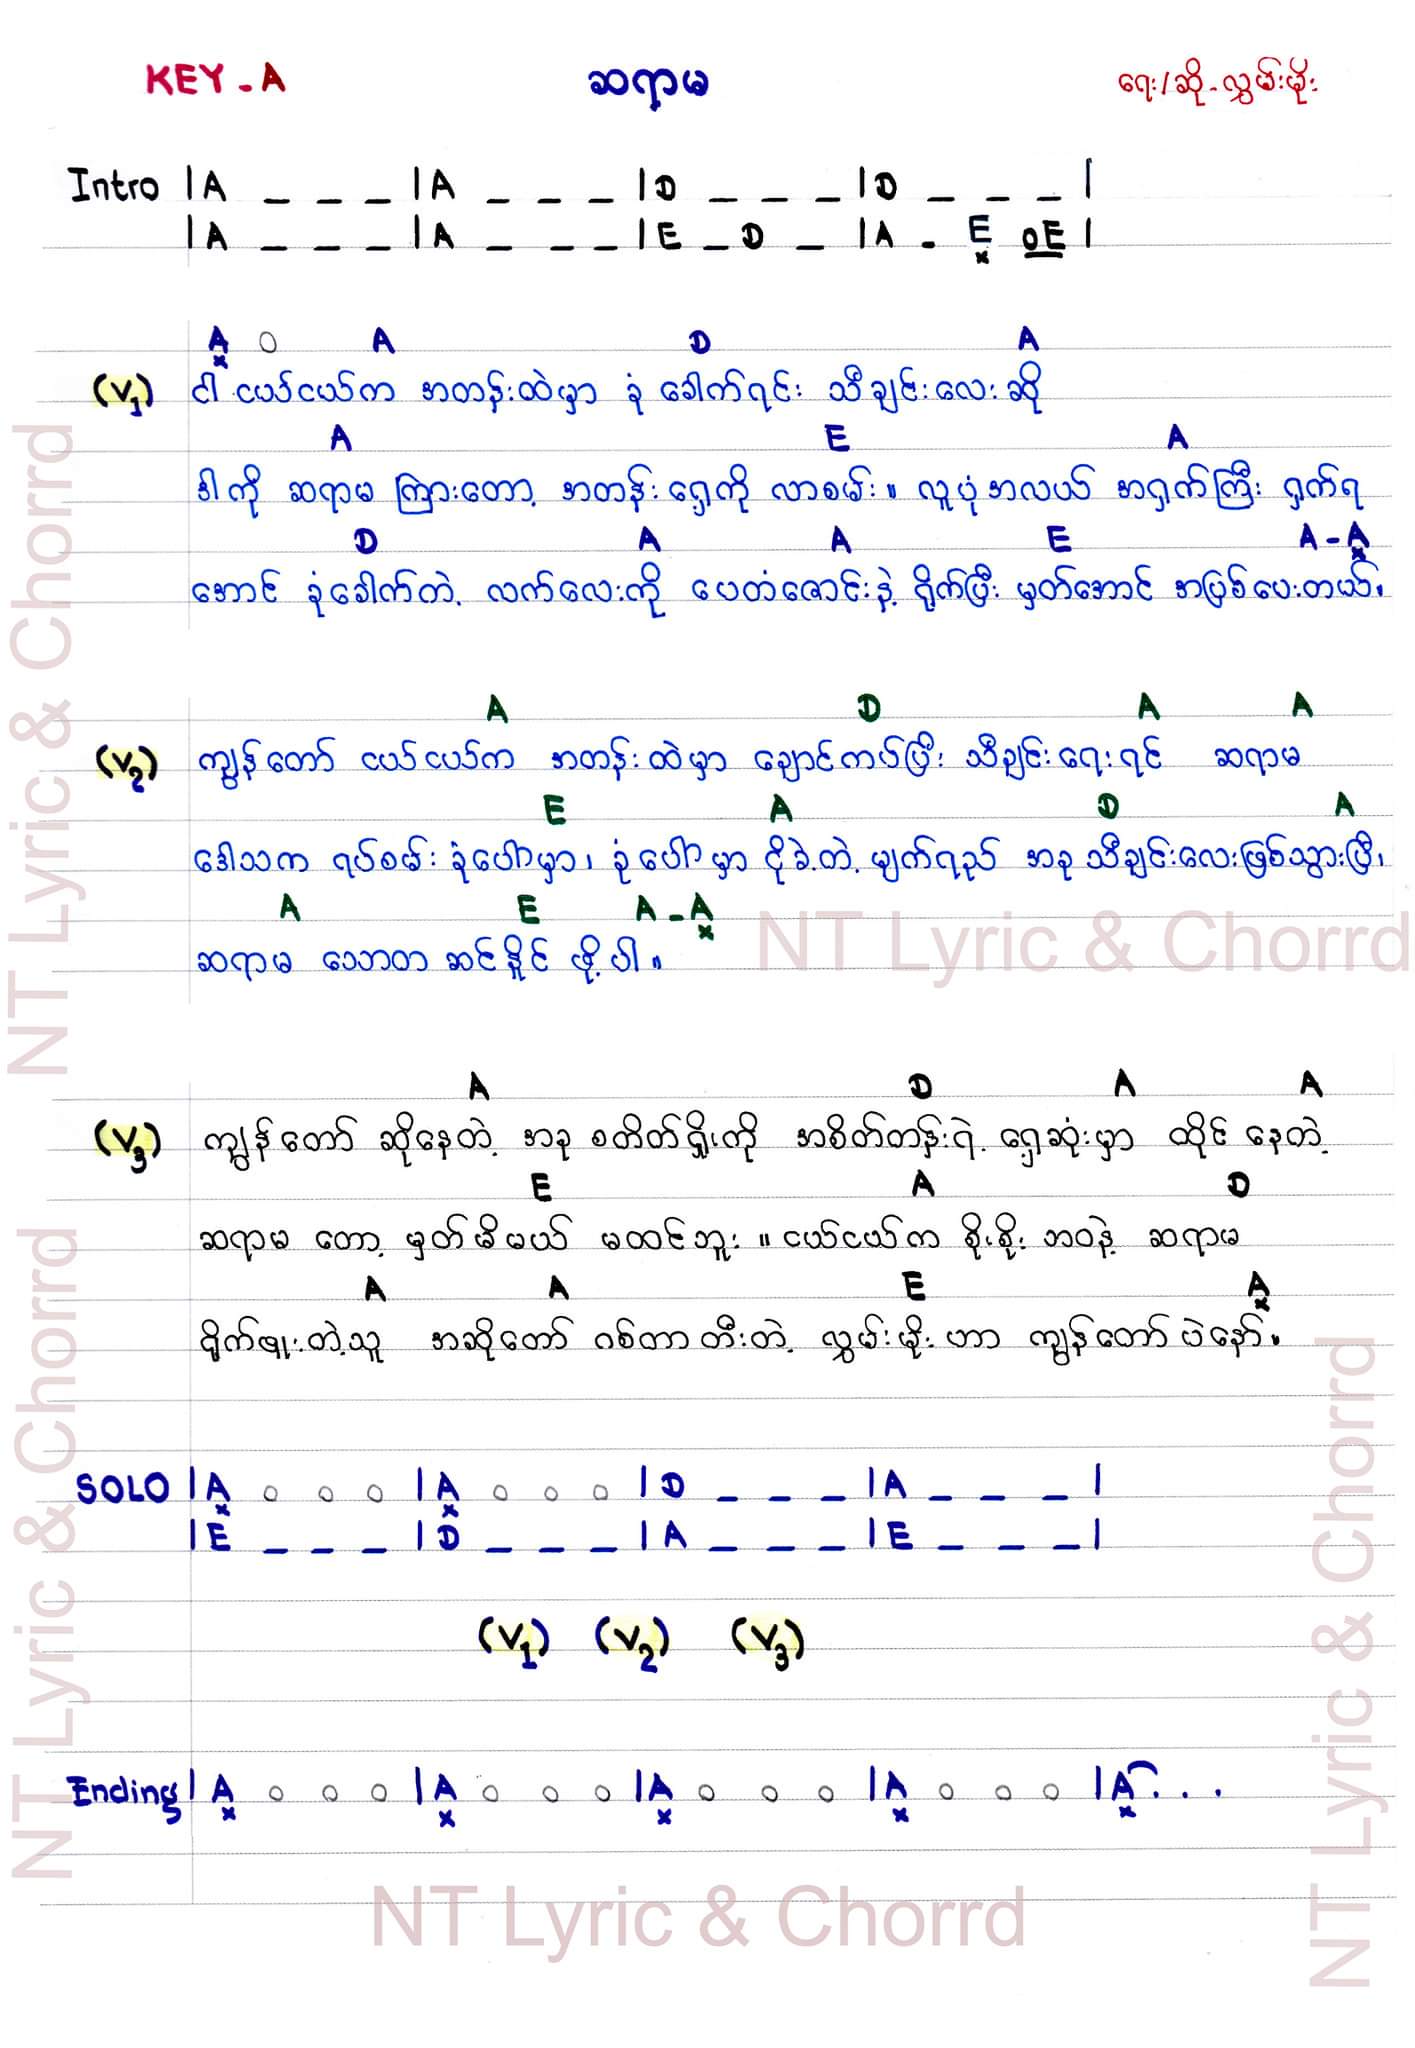 KEY - A ဆရာမ ရေး/ဆို - လွှမ်းမိုး
Intro | A _ _ _ | A _ _ _ | D _ _ _ | D _ _ _ |
| A _ _ _ | A _ _ _ | E _ D _ | A - E oE |
x
A o A D A
x
(V1) ငါ ငယ်ငယ်က အတန်းထဲမှာ ခုံခေါက်ရင်း သီချင်းလေးဆို
A E A
ဒါကို ဆရာမ ကြားတော့ အတန်းရှေ့ကို လာစမ်း။ လူပုံအလယ် အရှက်ကြီး ရှက်ရ
D A A E A - A
x
အောင် ခုံခေါက်တဲ့ လက်လေးကို ပေတံစောင်းနဲ့ ရိုက်ပြီး မှတ်အောင် အပြစ်ပေးတယ်။
A D A A
(V2) ကျွန်တော် ငယ်ငယ်က အတန်းထဲမှာ ချောင်ကပ်ပြီး သီချင်းရေးရင် ဆရာမ
E A D A
ဒေါသက ရပ်စမ်း ခုံပေါ်မှာ၊ ခုံပေါ်မှာ ငိုခဲ့တဲ့ မျက်ရည် အခု သီချင်းလေးဖြစ်သွားပြီ၊
A E A - A
x
ဆရာမ သဘောတ ဆင်နိုင် ဖို့ပါ။
NT Lyric & Chorrd
A D A A
(V3) ကျွန်တော် ဆိုနေတဲ့ အခု စတိတ်ရှိုးကို အစိတ်တန်းရဲ့ ရှေ့ဆုံးမှာ ထိုင်နေတဲ့
E A D
ဆရာမ တော့ မှတ်မိမယ် မထင်ဘူး။ ငယ်ငယ်က စိုးစိုး ဘဝနဲ့ ဆရာမ
A A E A
x
ရိုက်ဖူးတဲ့သူ အဆိုတော် ဂစ်တာတီးတဲ့ လွှမ်းမိုး ဟာ ကျွန်တော်ပဲနော်။
SOLO | A o o o | A o o o | D _ _ _ | A _ _ _ |
x x
| E _ _ _ | D _ _ _ | A _ _ _ | E _ _ _ |
(V1) (V2) (V3)
Ending | A o o o | A o o o | A o o o | A o o o | A . . .
x x x x x
NT Lyric & Chorrd
NT Lyric & Chorrd
NT Lyric & Chorrd
NT Lyric & Chorrd